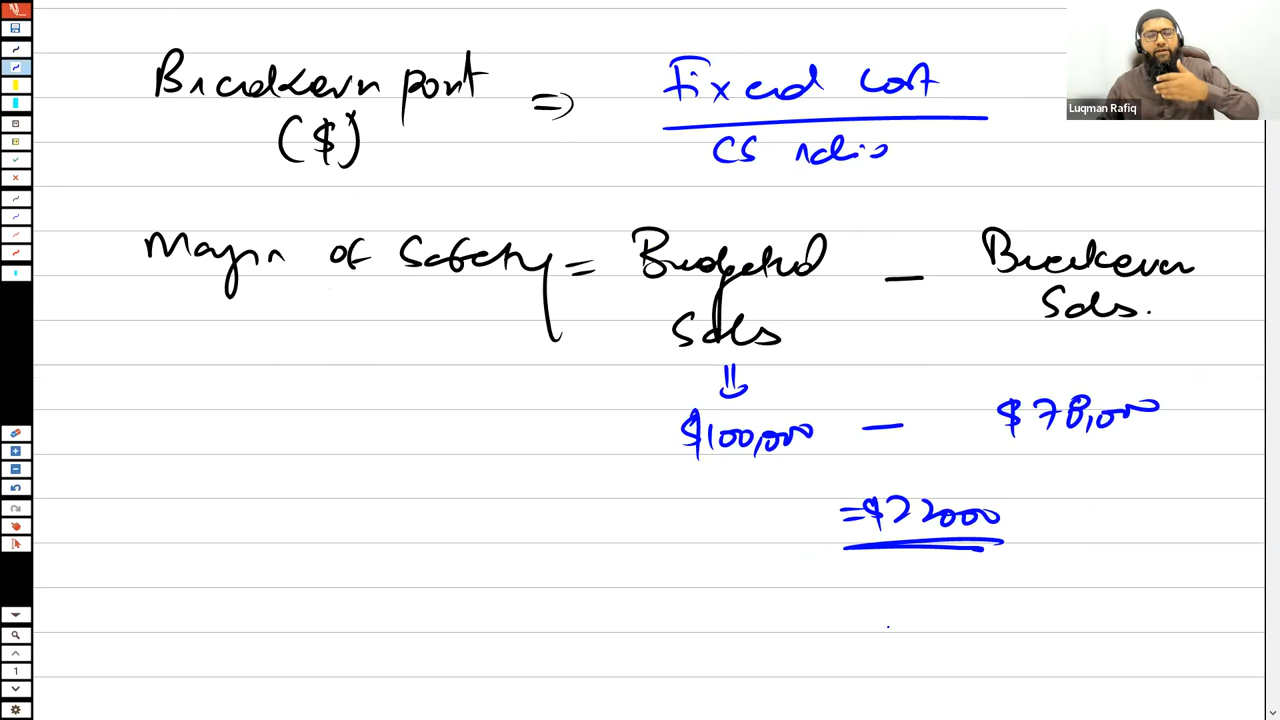 Breakeven point ⇒ Fixed cost
($) CS ratio
Margin of Safety = Budgeted Sales - Breakeven Sales.
⇓
$100,000 - $78,000
= $22000
Luqman Rafiq
1